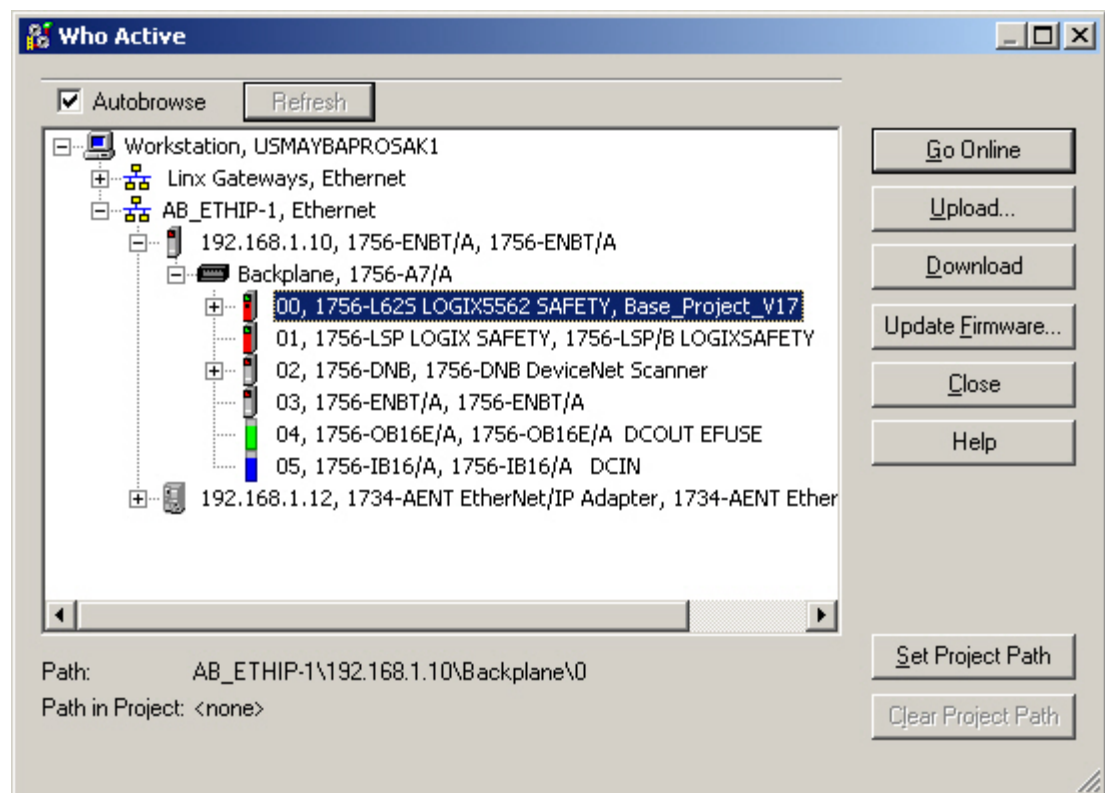 Who Active
Autobrowse Refresh
Workstation, USMAYBAPROSAK1
Linx Gateways, Ethernet
AB_ETHIP-1, Ethernet
192.168.1.10, 1756-ENBT/A, 1756-ENBT/A
Backplane, 1756-A7/A
00, 1756-L62S LOGIX5562 SAFETY, Base_Project_V17
01, 1756-LSP LOGIX SAFETY, 1756-LSP/B LOGIXSAFETY
02, 1756-DNB, 1756-DNB DeviceNet Scanner
03, 1756-ENBT/A, 1756-ENBT/A
04, 1756-OB16E/A, 1756-OB16E/A DCOUT EFUSE
05, 1756-IB16/A, 1756-IB16/A DCIN
192.168.1.12, 1734-AENT EtherNet/IP Adapter, 1734-AENT Ether
Go Online
Upload...
Download
Update Firmware...
Close
Help
Path: AB_ETHIP-1\192.168.1.10\Backplane\0
Path in Project: <none>
Set Project Path
Clear Project Path